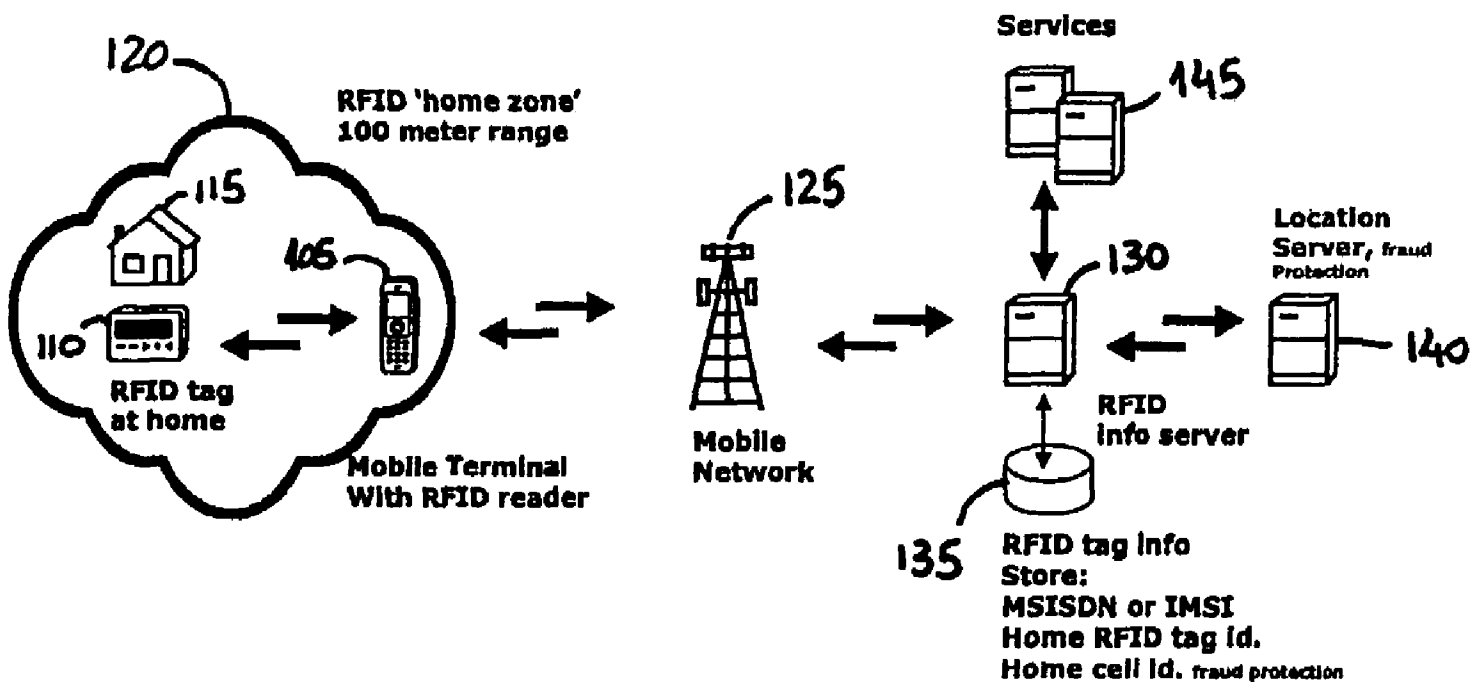 Services
145
120
RFID 'home zone'
100 meter range
115
105
110
RFID tag
at home
Mobile Terminal
With RFID reader
125
Mobile
Network
130
Location
Server, fraud
Protection
140
RFID
info server
135
RFID tag info
Store:
MSISDN or IMSI
Home RFID tag id.
Home cell id. fraud protection